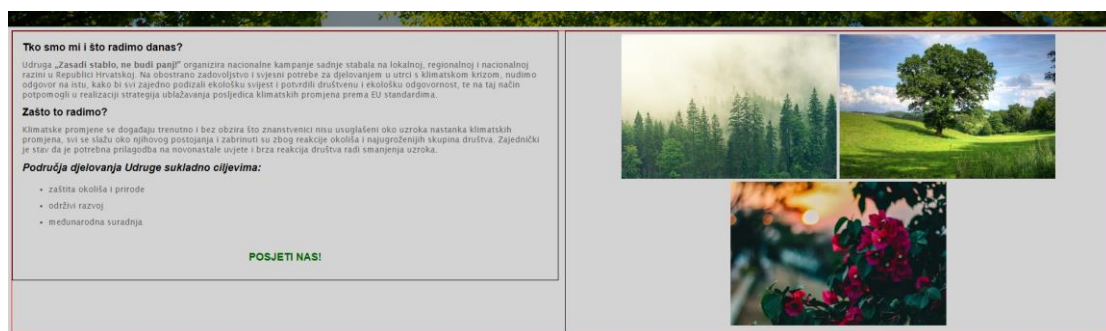 Tko smo mi i što radimo danas?
Udruga „Zasadi stablo, ne budi panj!” organizira nacionalne kampanje sadnje stabala na lokalnoj, regionalnoj i nacionalnoj
razini u Republici Hrvatskoj. Na obostrano zadovoljstvo i svjesni potrebe za djelovanjem u utrci s klimatskom krizom, nudimo
odgovor na istu, kako bi svi zajedno podizali ekološku svijest i potvrdili društvenu i ekološku odgovornost, te na taj način
potpomogli u realizaciji strategija ublažavanja posljedica klimatskih promjena prema EU standardima.
Zašto to radimo?
Klimatske promjene se događaju trenutno i bez obzira što znanstvenici nisu usuglašeni oko uzroka nastanka klimatskih
promjena, svi se slažu oko njihovog postojanja i zabrinuti su zbog reakcije okoliša i najugroženijih skupina društva. Zajednički
je stav da je potrebna prilagodba na novonastale uvjete i brza reakcija društva radi smanjenja uzroka.
Područja djelovanja Udruge sukladno ciljevima:
• zaštita okoliša i prirode
• održivi razvoj
• međunarodna suradnja
POSJETI NAS!